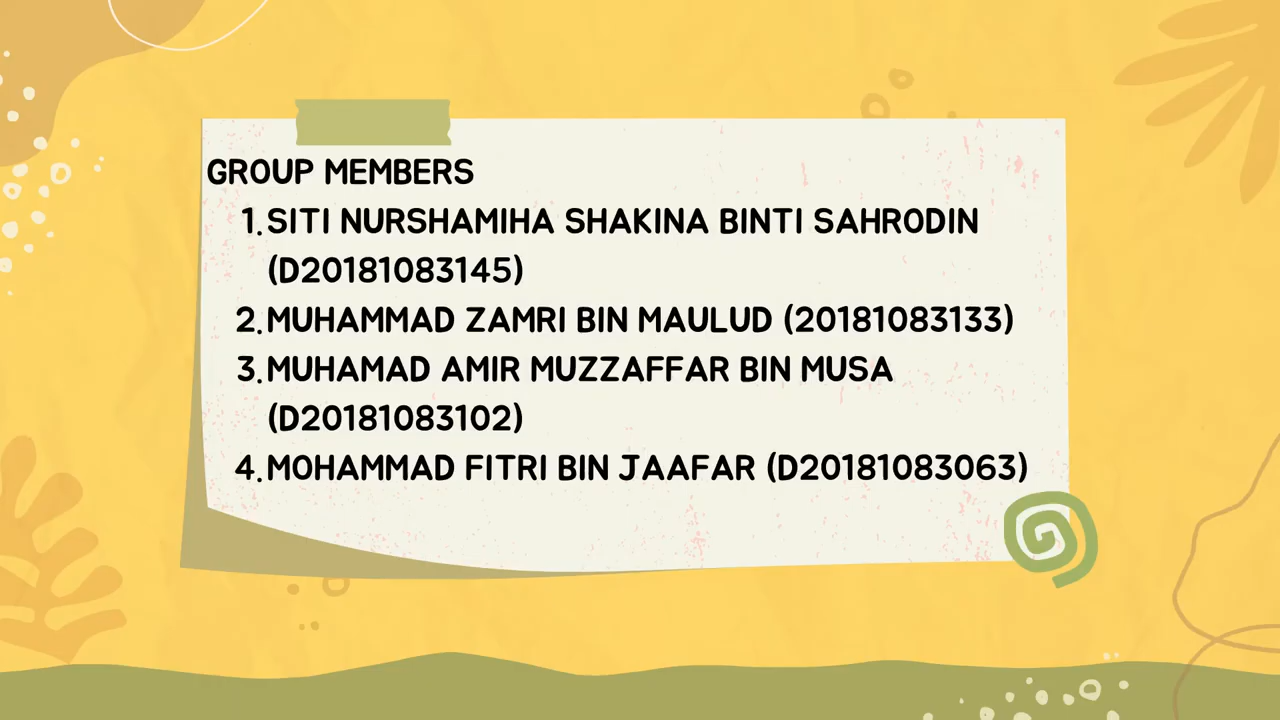 GROUP MEMBERS
1. SITI NURSHAMIHA SHAKINA BINTI SAHRODIN
(D20181083145)
2. MUHAMMAD ZAMRI BIN MAULUD (20181083133)
3. MUHAMAD AMIR MUZZAFFAR BIN MUSA
(D20181083102)
4. MOHAMMAD FITRI BIN JAAFAR (D20181083063)